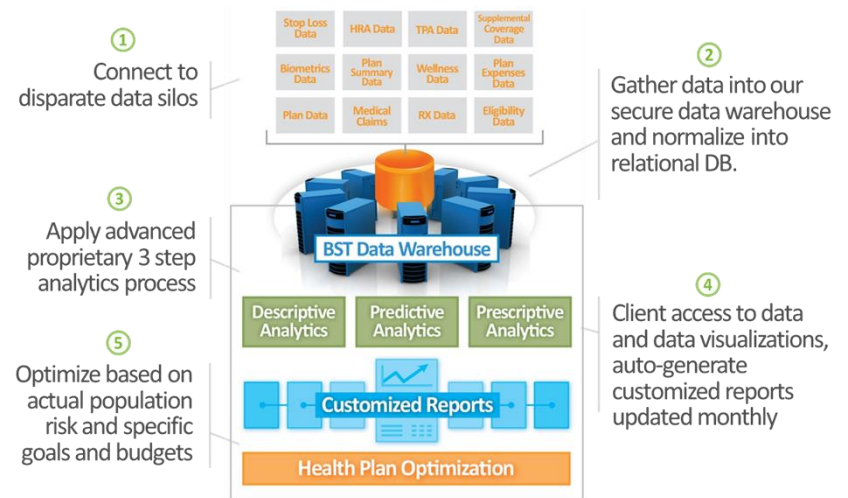 Stop Loss
Data
HRA Data
TPA Data
Supplemental
Coverage
Data
Biometrics
Data
Plan
Summary
Data
Wellness
Data
Plan
Expenses
Data
Plan Data
Medical
Claims
RX Data
Eligibility
Data
1
Connect to
disparate data silos
2
Gather data into our
secure data warehouse
and normalize into
relational DB.
BST Data Warehouse
3
Apply advanced
proprietary 3 step
analytics process
Descriptive
Analytics
Predictive
Analytics
Prescriptive
Analytics
4
Client access to data
and data visualizations,
auto-generate
customized reports
updated monthly
Customized Reports
5
Optimize based on
actual population
risk and specific
goals and budgets
Health Plan Optimization